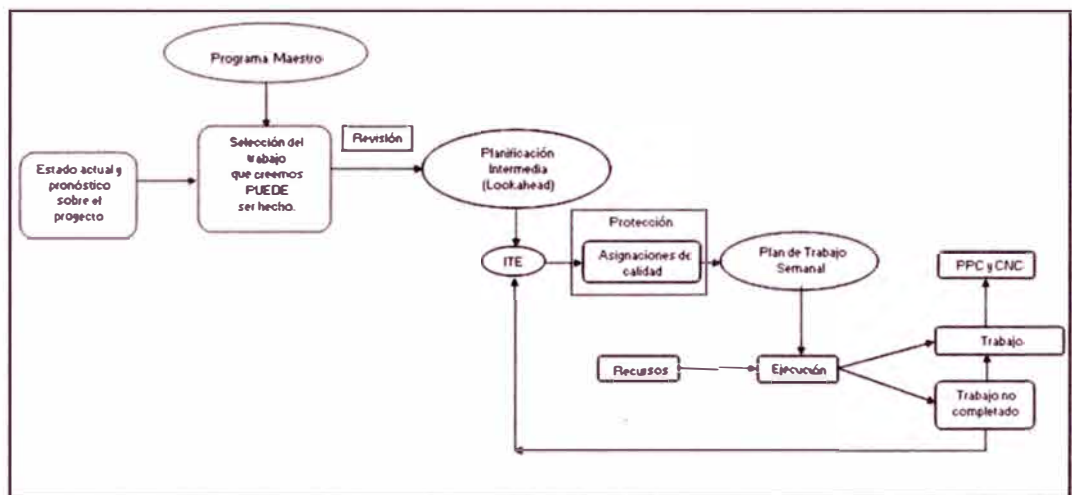 Programa Maestro
Revisión
Selección del
trabajo
que creemos
PUEDE
ser hecho.
Estado actual y
pronóstico
sobre el
proyecto
Planificación
Intermedia
(Lookahead)
ITE
Protección
Asignaciones de
calidad
Plan de Trabajo
Semanal
PPC y CNC
Trabajo
Recursos
Ejecución
Trabajo no
completado